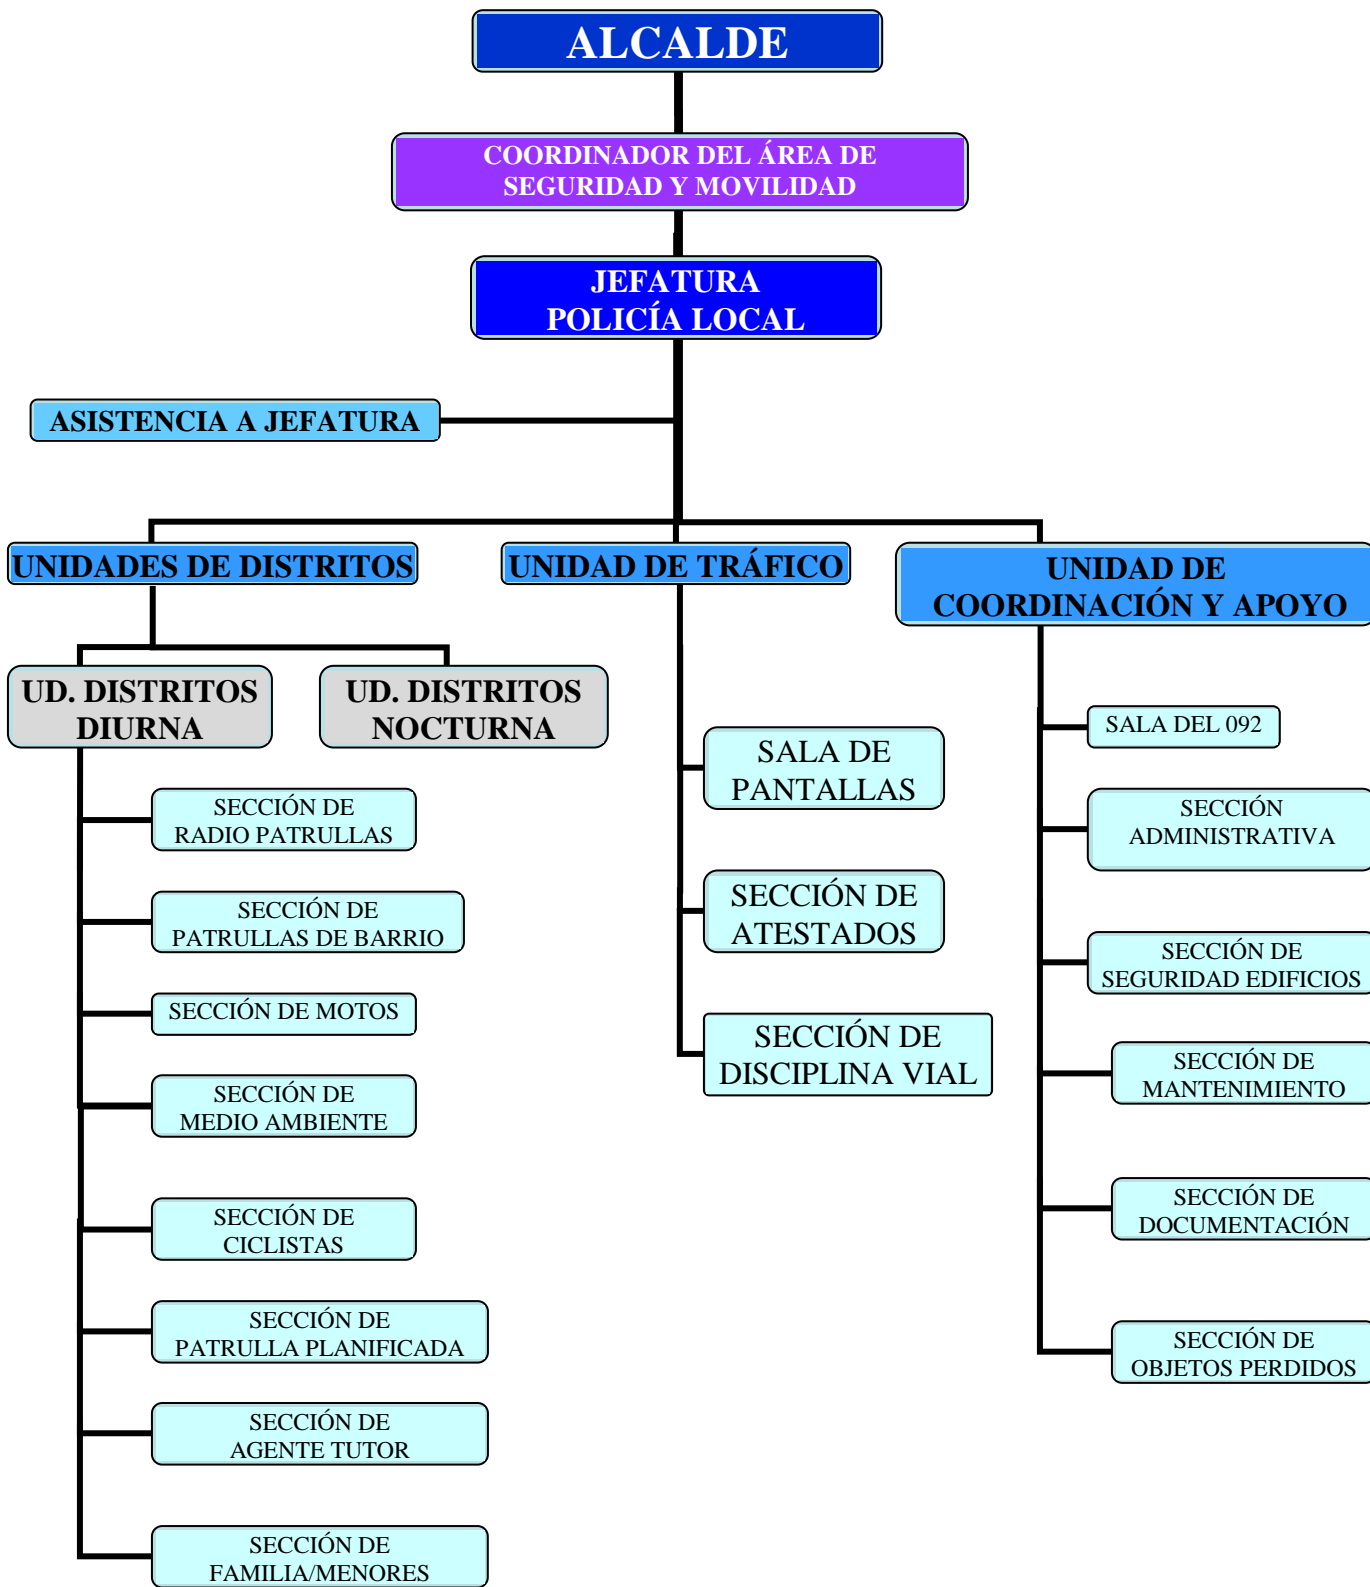 ALCALDE
COORDINADOR DEL ÁREA DE
SEGURIDAD Y MOVILIDAD
JEFATURA
POLICÍA LOCAL
ASISTENCIA A JEFATURA
UNIDADES DE DISTRITOS
UD. DISTRITOS
DIURNA
UD. DISTRITOS
NOCTURNA
SECCIÓN DE
RADIO PATRULLAS
SECCIÓN DE
PATRULLAS DE BARRIO
SECCIÓN DE MOTOS
SECCIÓN DE
MEDIO AMBIENTE
SECCIÓN DE
CICLISTAS
SECCIÓN DE
PATRULLA PLANIFICADA
SECCIÓN DE
AGENTE TUTOR
SECCIÓN DE
FAMILIA/MENORES
UNIDAD DE TRÁFICO
SALA DE
PANTALLAS
SECCIÓN DE
ATESTADOS
SECCIÓN DE
DISCIPLINA VIAL
UNIDAD DE
COORDINACIÓN Y APOYO
SALA DEL 092
SECCIÓN
ADMINISTRATIVA
SECCIÓN DE
SEGURIDAD EDIFICIOS
SECCIÓN DE
MANTENIMIENTO
SECCIÓN DE
DOCUMENTACIÓN
SECCIÓN DE
OBJETOS PERDIDOS